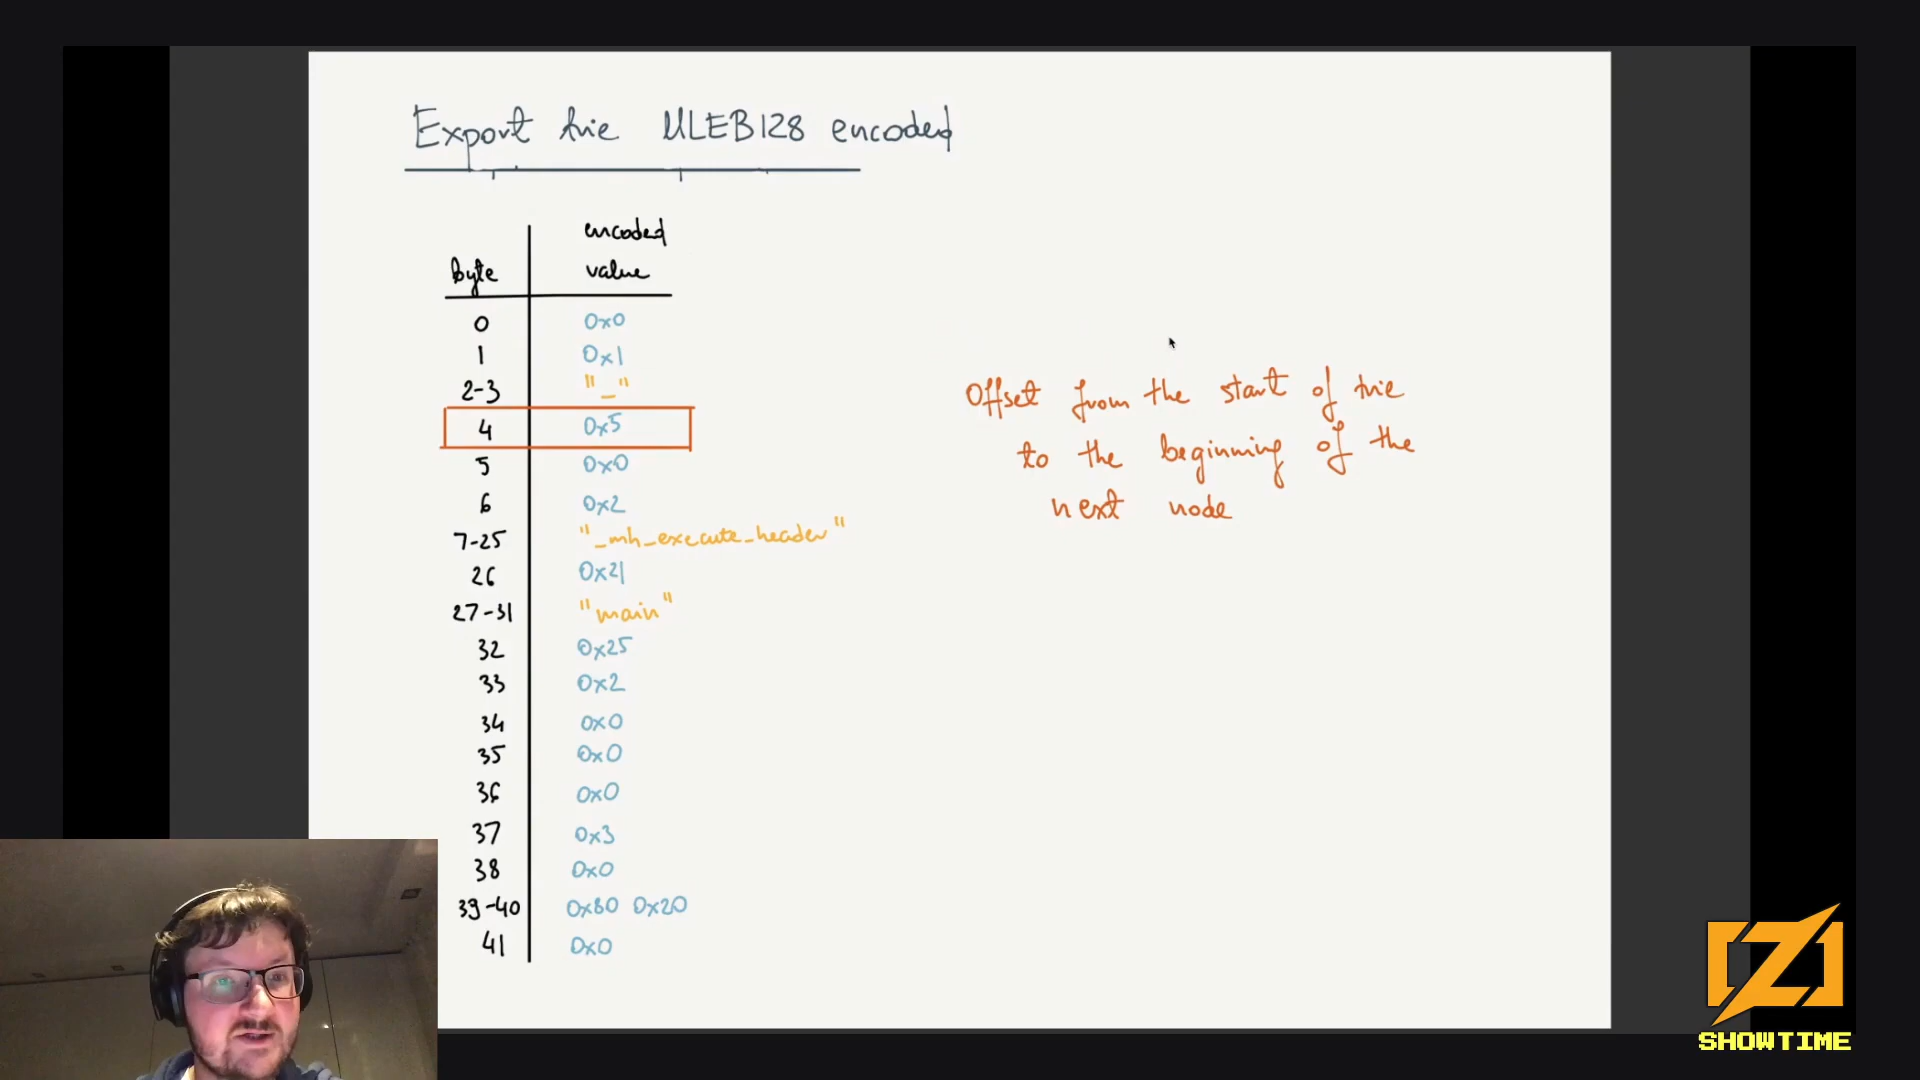 Export trie ULEB128 encoded
byte encoded value
0 0x0
1 0x1
2-3 "_"
4 0x5
5 0x0
6 0x2
7-25 "_mh_execute_header"
26 0x21
27-31 "main"
32 0x25
33 0x2
34 0x0
35 0x0
36 0x0
37 0x3
38 0x0
39-40 0x80 0x20
41 0x0
Offset from the start of trie
to the beginning of the
next node
SHOWTIME